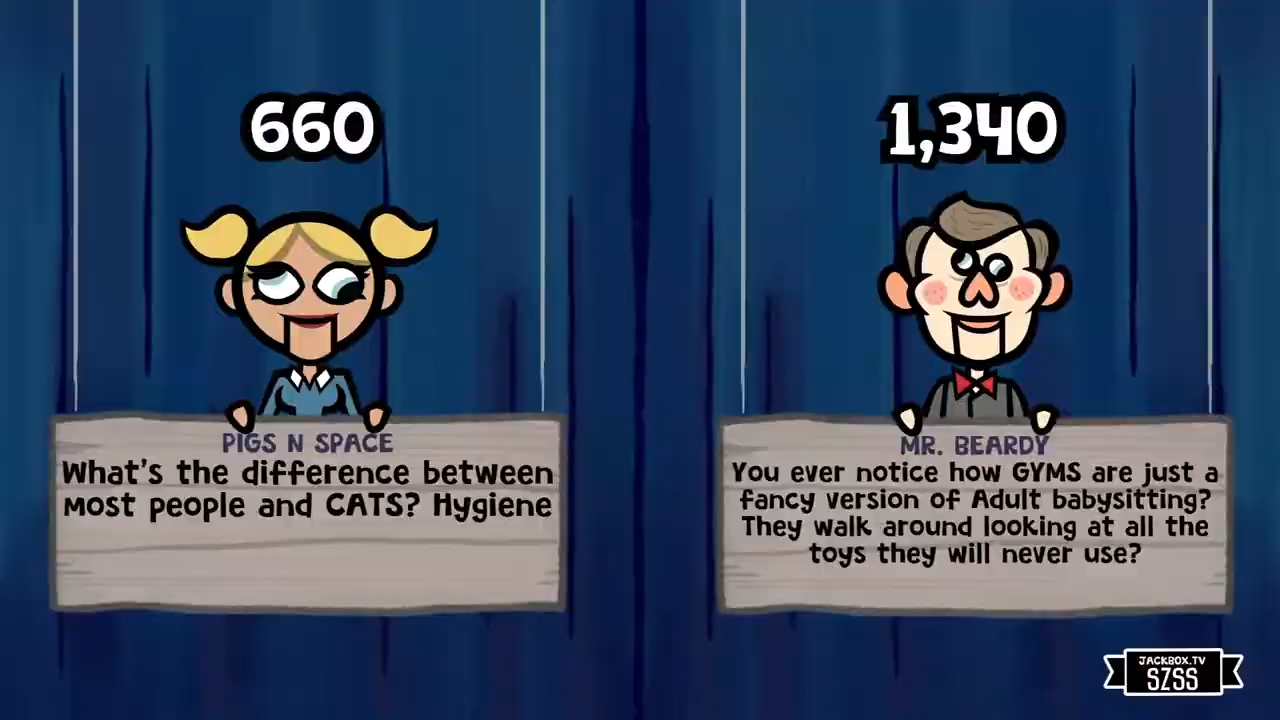 660
PIGS N SPACE
What's the difference between
most people and CATS? Hygiene
1,340
MR. BEARDY
You ever notice how GYMS are just a
fancy version of Adult babysitting?
They walk around looking at all the
toys they will never use?
JACKBOX.TV
SZSS